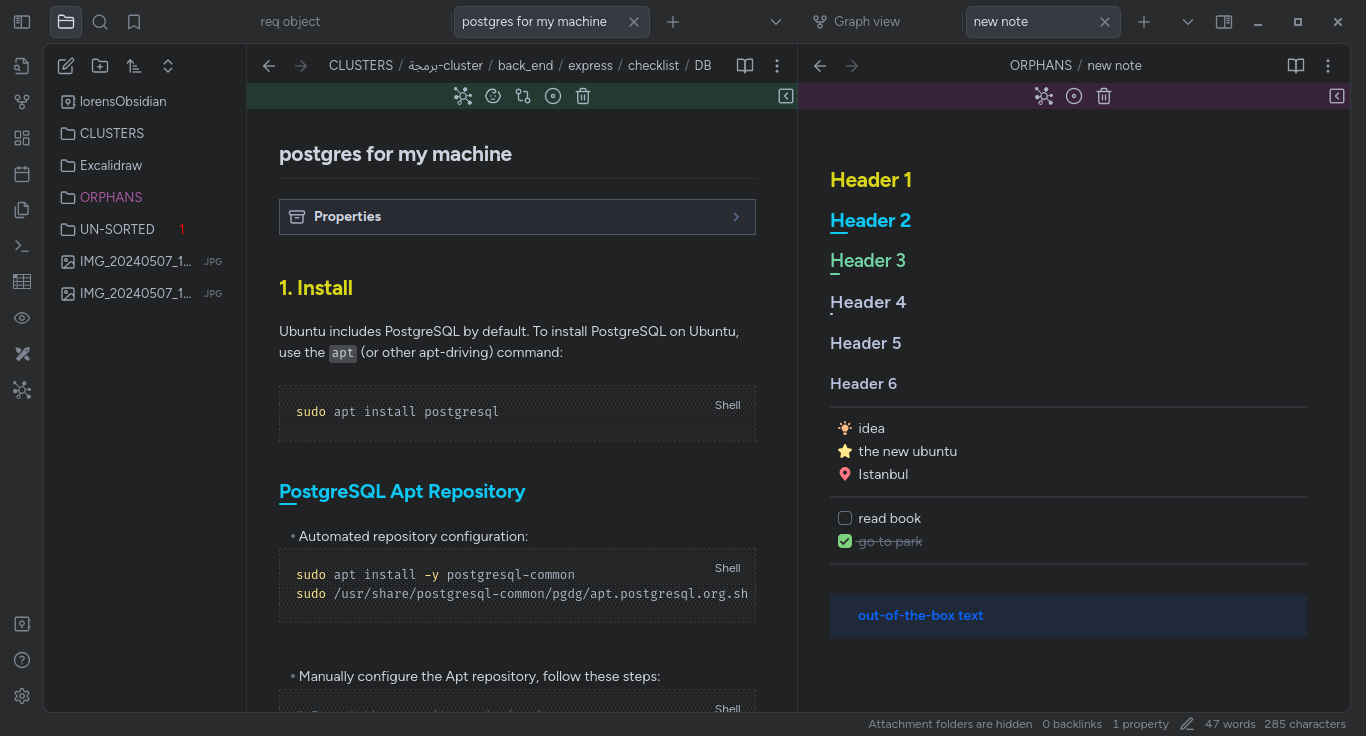 req object
postgres for my machine
Graph view
new note
lorensObsidian
CLUSTERS
Excalidraw
ORPHANS
UN-SORTED 1
IMG_20240507_1... JPG
IMG_20240507_1... JPG
CLUSTERS / برمجة-cluster / back_end / express / checklist / DB
postgres for my machine
Properties
1. Install
Ubuntu includes PostgreSQL by default. To install PostgreSQL on Ubuntu,
use the apt (or other apt-driving) command:
Shell
sudo apt install postgresql
PostgreSQL Apt Repository
• Automated repository configuration:
Shell
sudo apt install -y postgresql-common
sudo /usr/share/postgresql-common/pgdg/apt.postgresql.org.sh
• Manually configure the Apt repository, follow these steps:
Shell
ORPHANS / new note
Header 1
Header 2
Header 3
Header 4
Header 5
Header 6
idea
the new ubuntu
Istanbul
read book
go to park
out-of-the-box text
Attachment folders are hidden 0 backlinks 1 property 47 words 285 characters